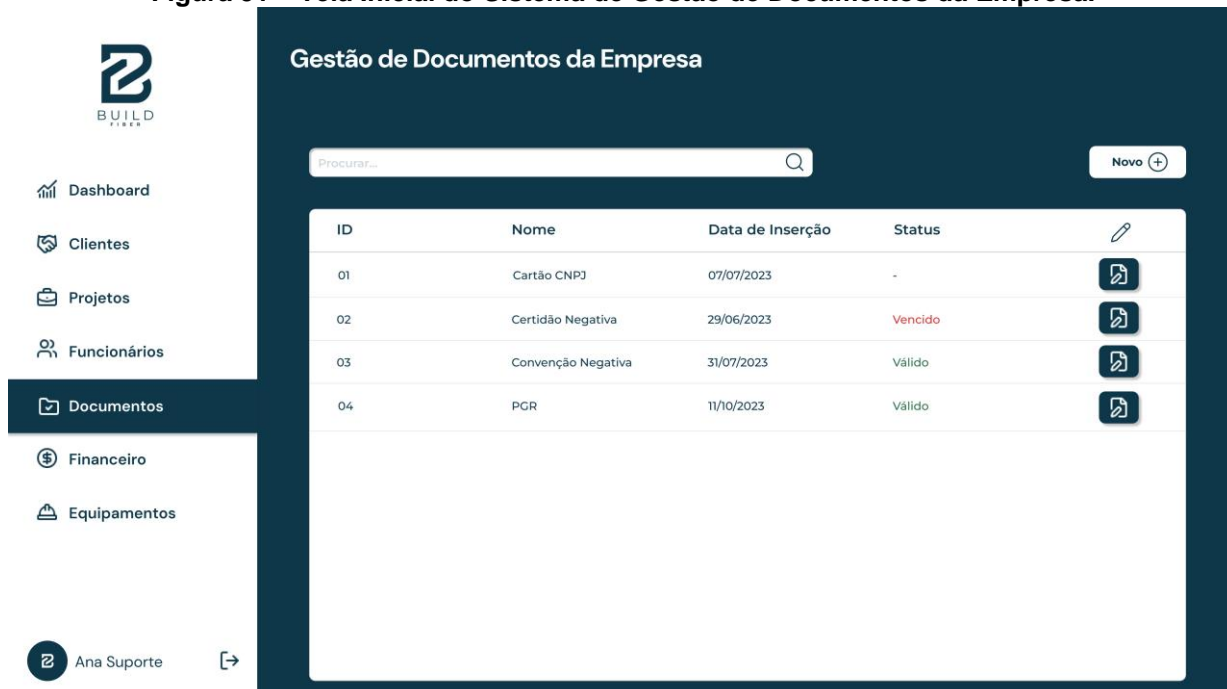 Gestão de Documentos da Empresa
BUILD
FIBER
Procurar...
Novo
Dashboard
Clientes
Projetos
Funcionários
Documentos
Financeiro
Equipamentos
ID Nome Data de Inserção Status
01 Cartão CNPJ 07/07/2023 -
02 Certidão Negativa 29/06/2023 Vencido
03 Convenção Negativa 31/07/2023 Válido
04 PGR 11/10/2023 Válido
Ana Suporte